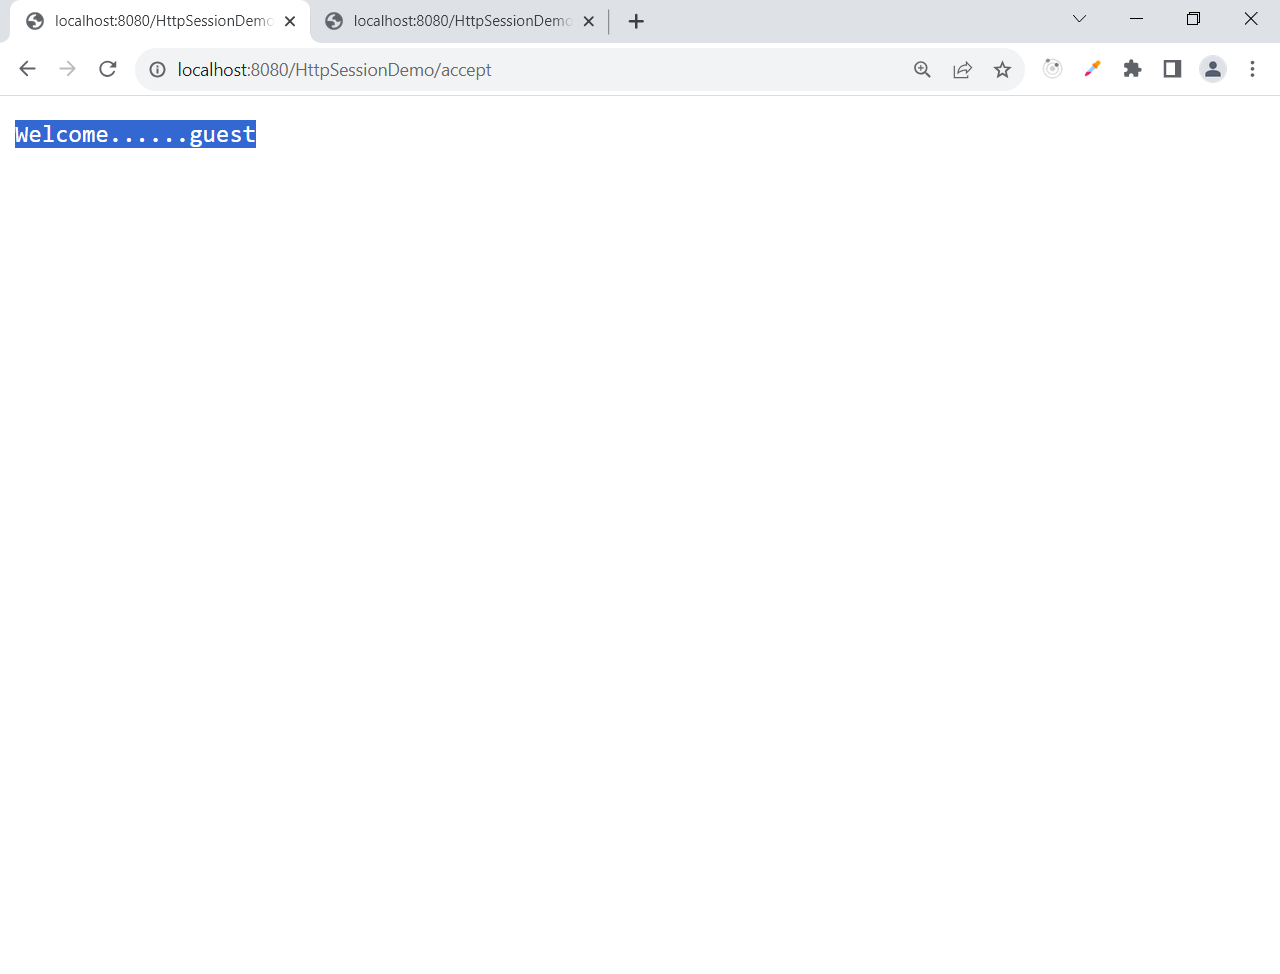 localhost:8080/HttpSessionDemo
localhost:8080/HttpSessionDemo
localhost:8080/HttpSessionDemo/accept
Welcome......guest